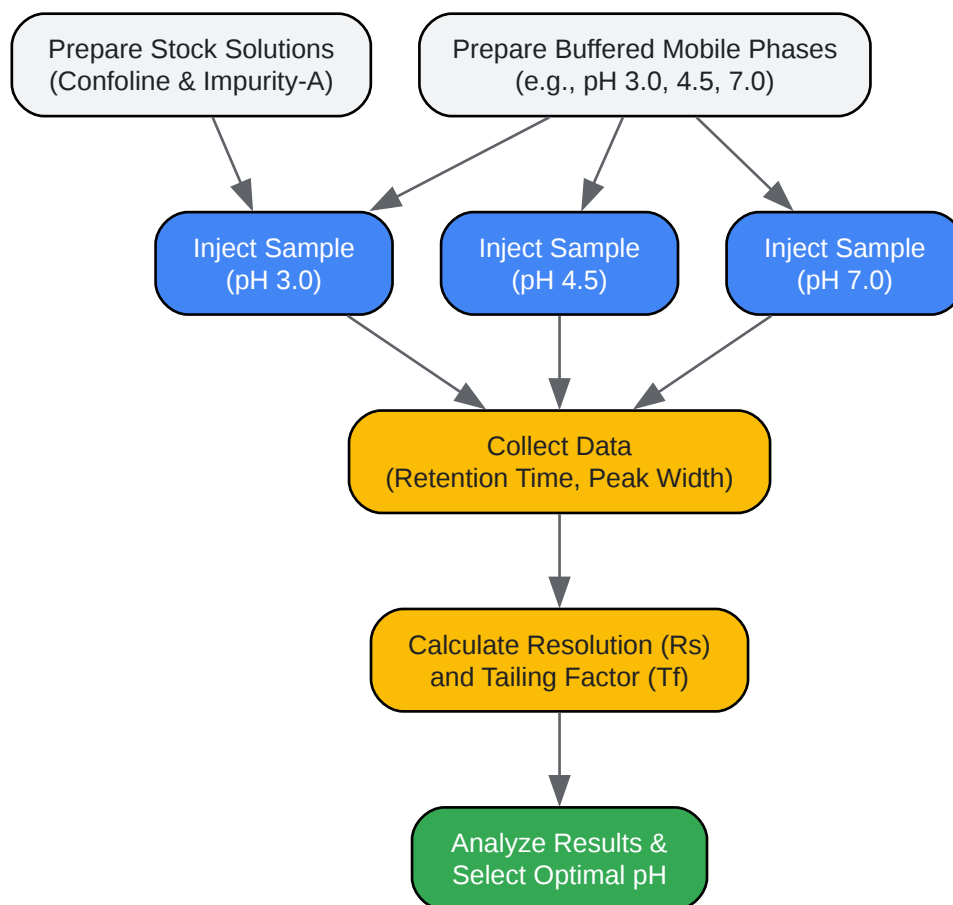 Prepare Stock Solutions
(Confoline & Impurity-A)
Prepare Buffered Mobile Phases
(e.g., pH 3.0, 4.5, 7.0)
Inject Sample
(pH 3.0)
Inject Sample
(pH 4.5)
Inject Sample
(pH 7.0)
Collect Data
(Retention Time, Peak Width)
Calculate Resolution (Rs)
and Tailing Factor (Tf)
Analyze Results &
Select Optimal pH